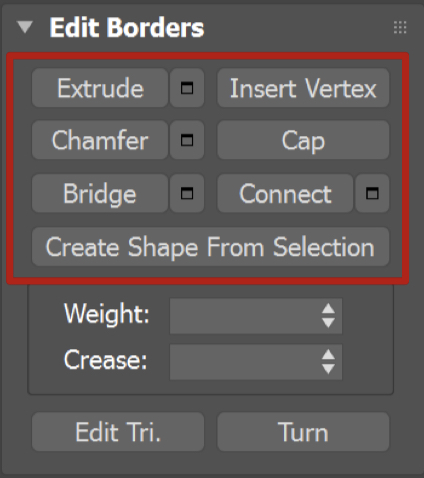 Edit Borders
Extrude Insert Vertex
Chamfer Cap
Bridge Connect
Create Shape From Selection
Weight:
Crease:
Edit Tri. Turn